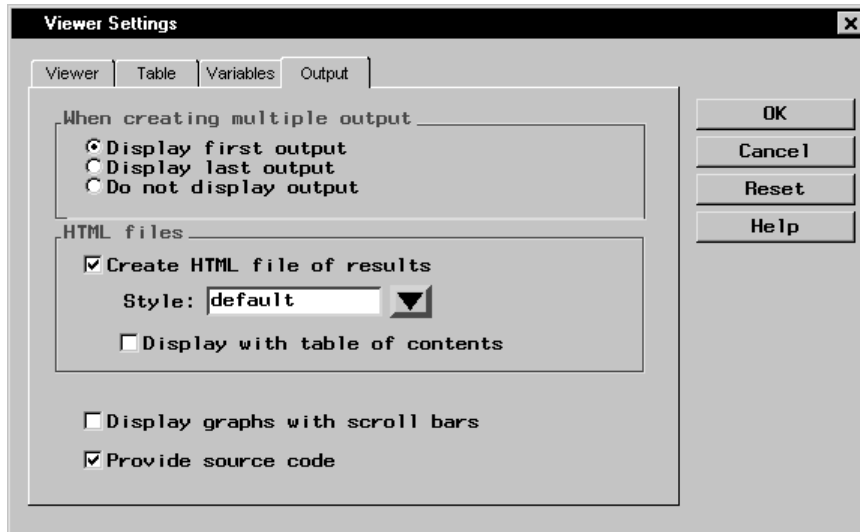 Viewer Settings
Viewer Table Variables Output
When creating multiple output
Display first output
Display last output
Do not display output
HTML files
Create HTML file of results
Style: default
Display with table of contents
Display graphs with scroll bars
Provide source code
OK
Cancel
Reset
Help